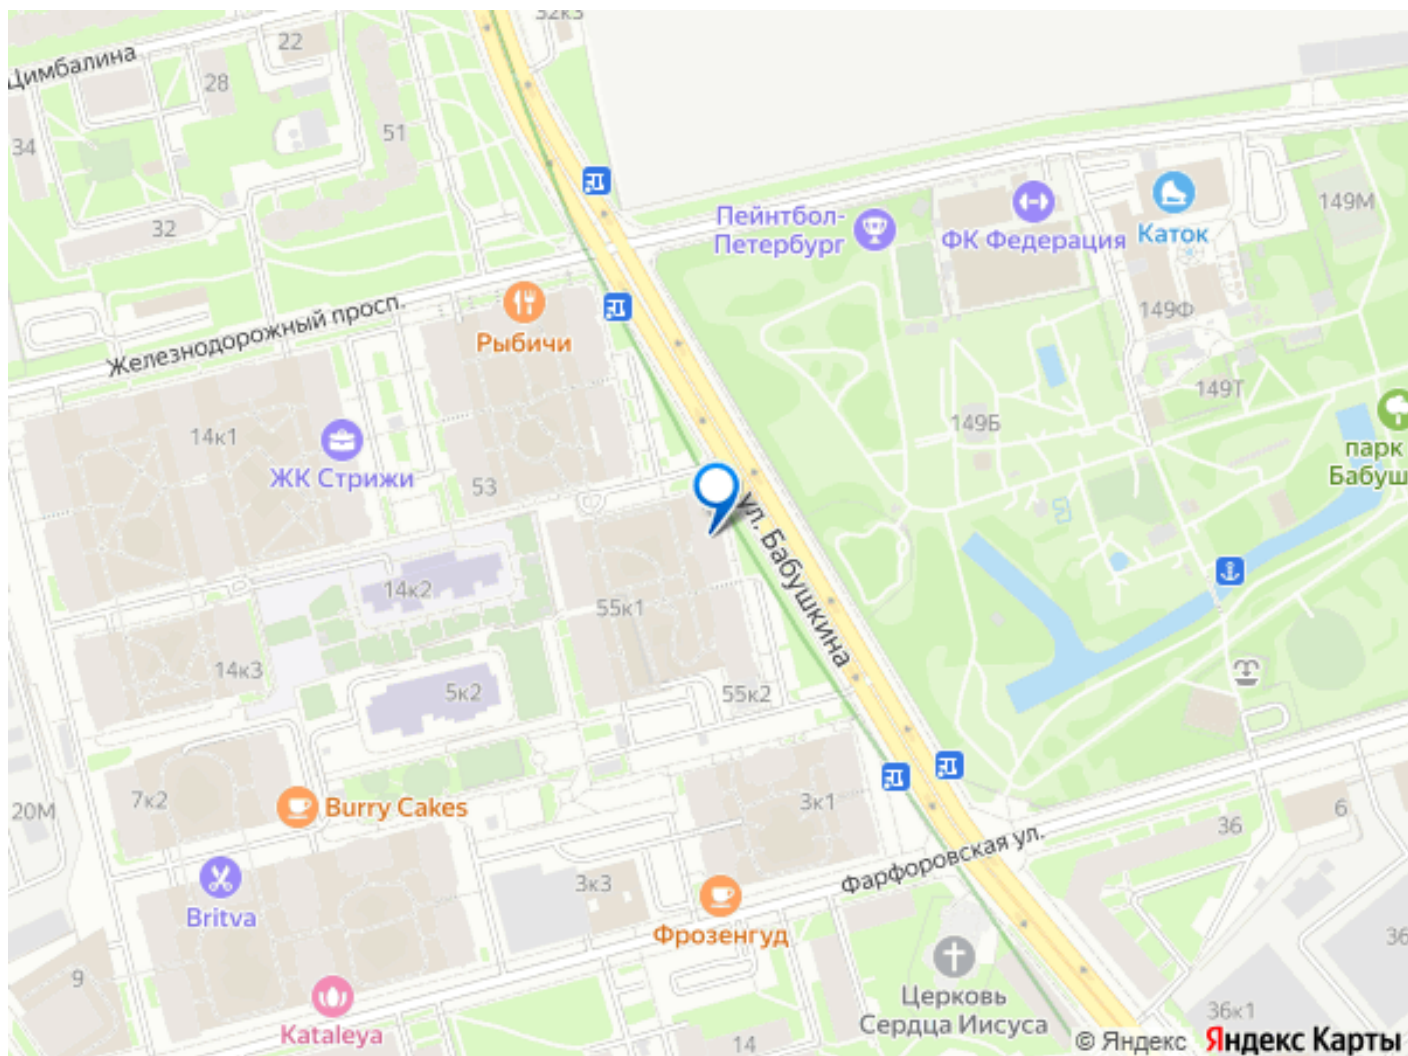 32к3
22
Цимбалина
28
34
51
32
149М
Пейнтбол-
Петербург
ФК Федерация
Каток
149Ф
Железнодорожный просп.
Рыбичи
149Т
149Б
14к1
ЖК Стрижи
53
парк
Бабуш
ул. Бабушкина
14к2
55к1
14к3
5к2
55к2
7к2
20М
Burry Cakes
3к1
36
6
Фарфоровская ул.
3к3
Britva
Фрозенгуд
36
9
Церковь
Сердца Иисуса
Kataleya
14
36к1
© Яндекс Яндекс Карты